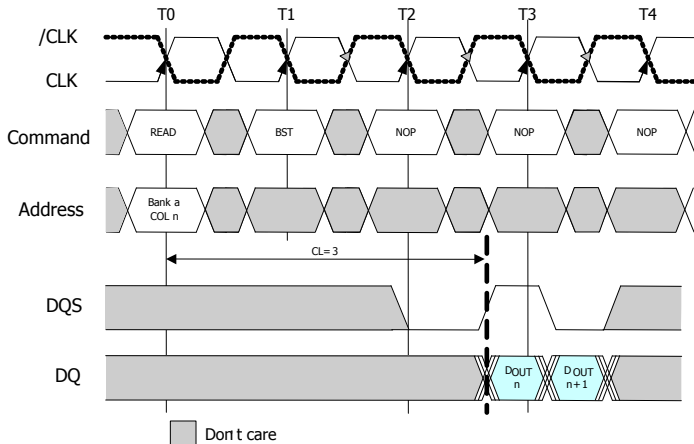 T0 T1 T2 T3 T4
/CLK
CLK
Command READ BST NOP NOP NOP
Address Bank a
COL n
CL=3
DQS
DQ DOUT DOUT
n n+1
Don't care